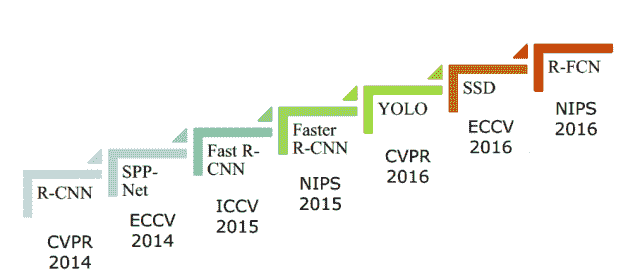 R-CNN
CVPR
2014
SPP-
Net
ECCV
2014
Fast R-
CNN
ICCV
2015
Faster
R-CNN
NIPS
2015
YOLO
CVPR
2016
SSD
ECCV
2016
R-FCN
NIPS
2016